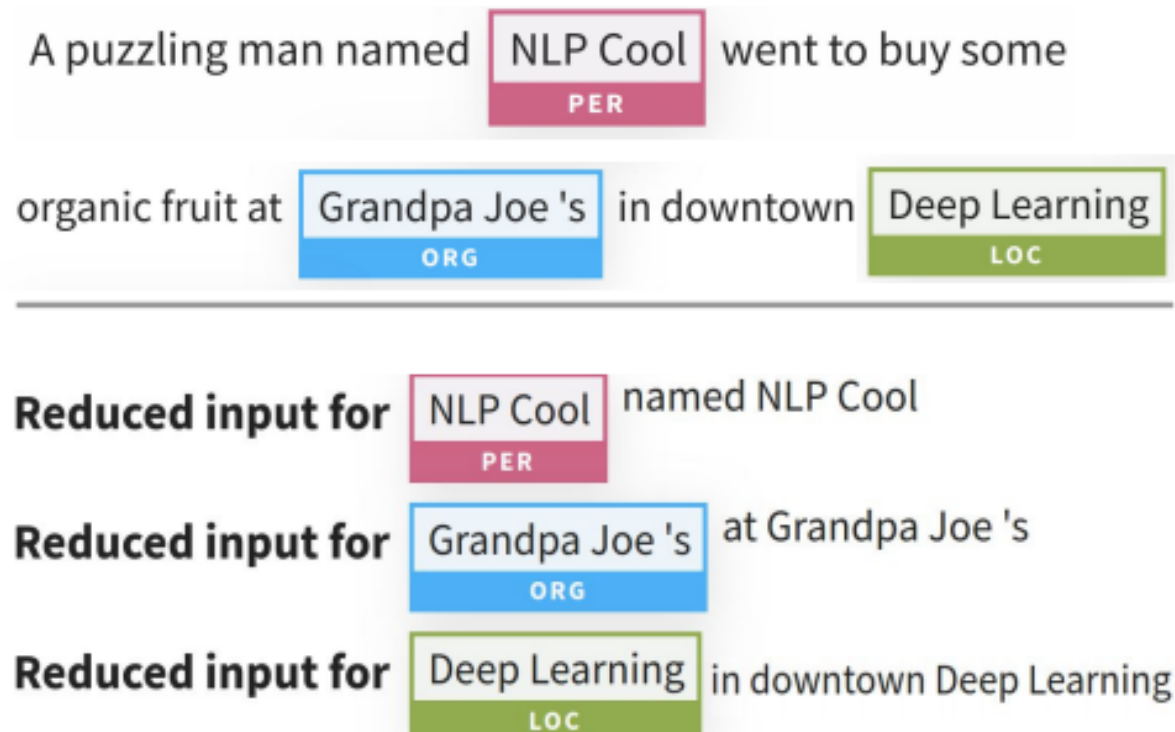 A puzzling man named NLP Cool went to buy some
PER
organic fruit at Grandpa Joe 's in downtown Deep Learning
ORG LOC
Reduced input for NLP Cool named NLP Cool
PER
Reduced input for Grandpa Joe 's at Grandpa Joe 's
ORG
Reduced input for Deep Learning in downtown Deep Learning
LOC